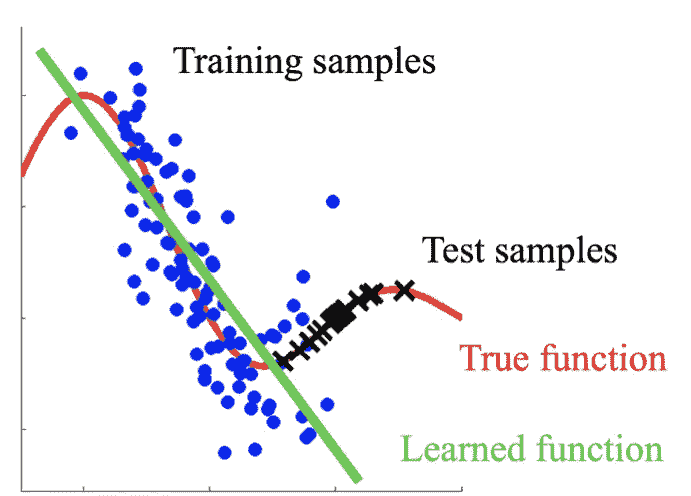 Training samples
Test samples
True function
Learned function